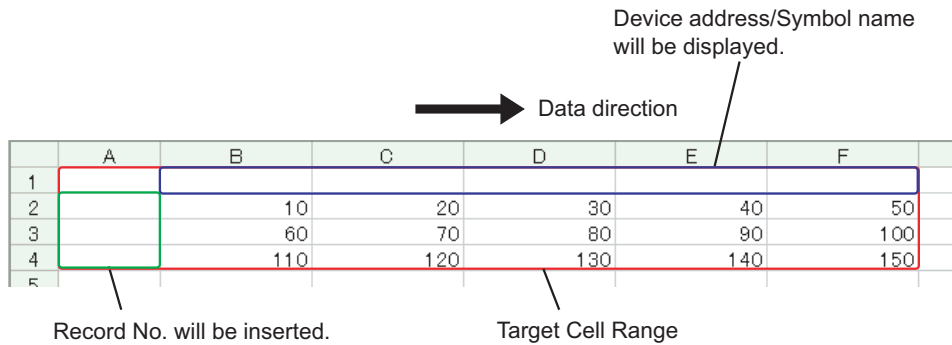 Device address/Symbol name
will be displayed.
Data direction
A B C D E F
1
2 10 20 30 40 50
3 60 70 80 90 100
4 110 120 130 140 150
5
Record No. will be inserted.
Target Cell Range